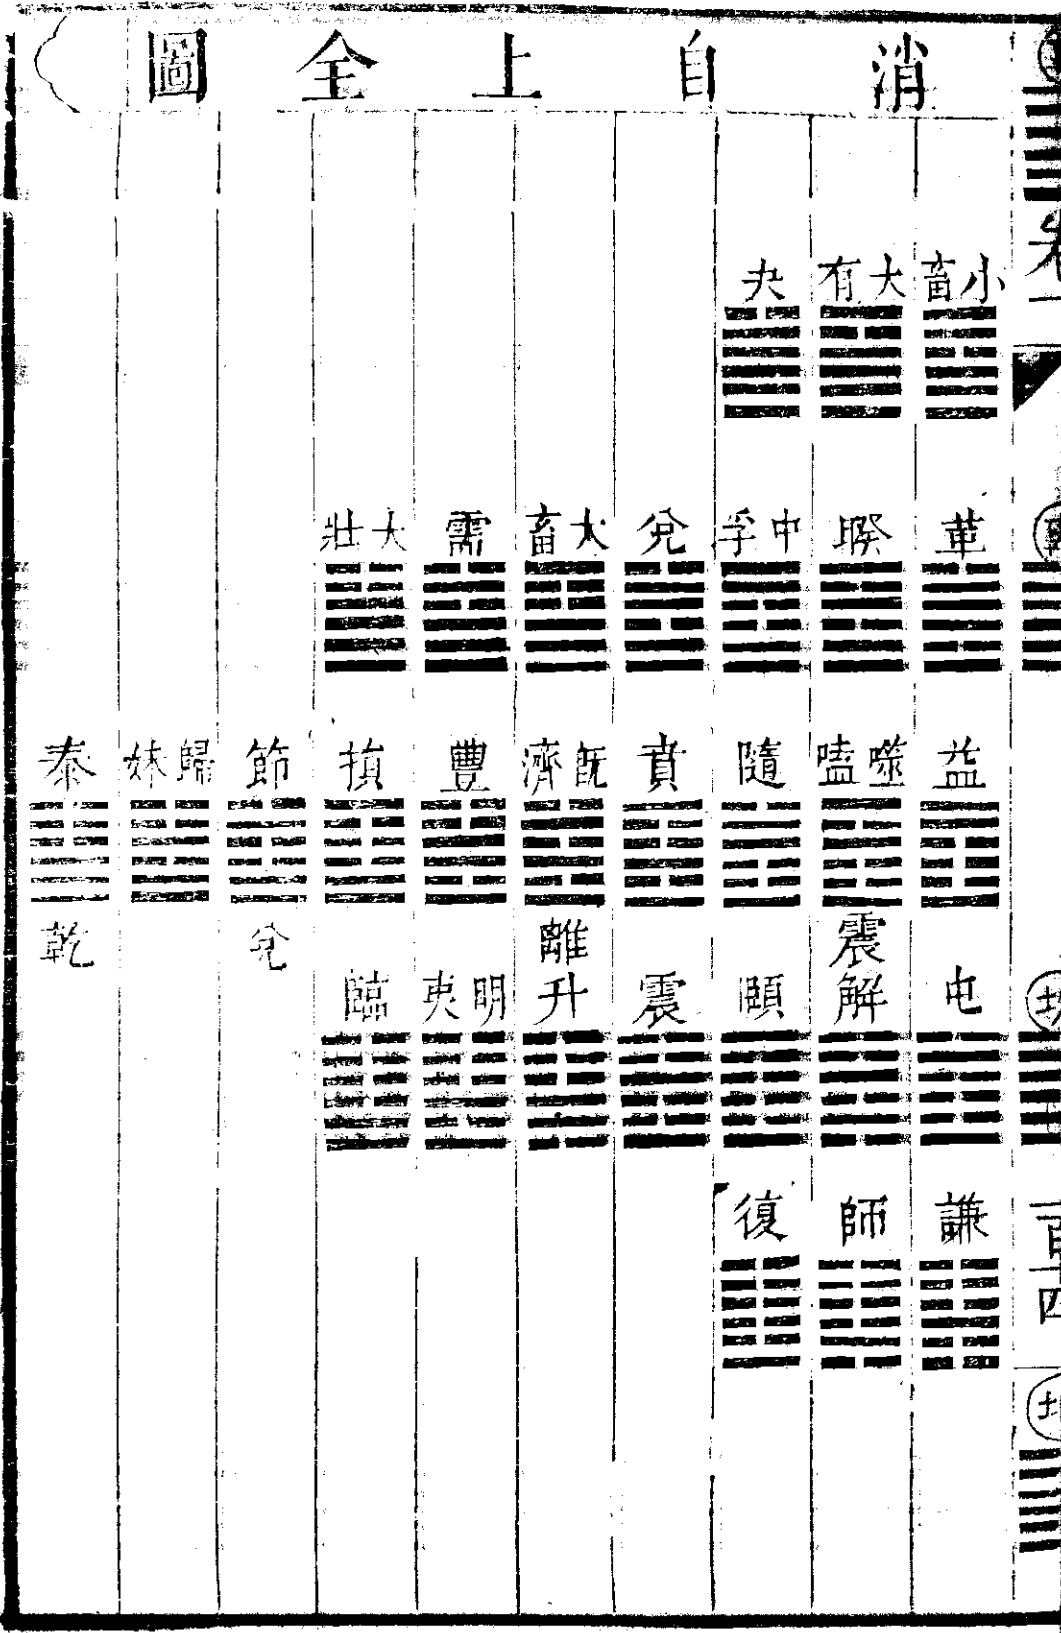 消自上全圖
小畜 大有 夬
革 睽 中孚 兌 大畜 需 大壯
益 噬嗑 隨 賁 既濟 豐 損 節 歸妹 泰
震 離 兌 乾
屯 解 頤 震 升 明夷 臨
謙 師 復